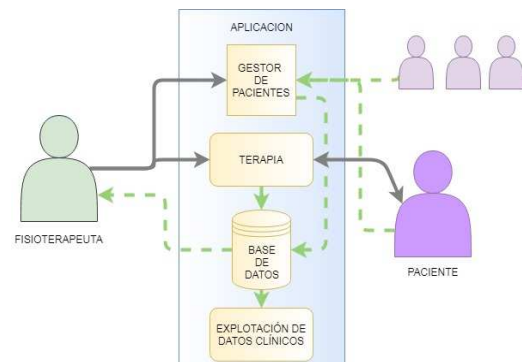 APLICACION
GESTOR
DE
PACIENTES
TERAPIA
FISIOTERAPEUTA
BASE
DE
DATOS
PACIENTE
EXPLOTACIÓN DE
DATOS CLÍNICOS